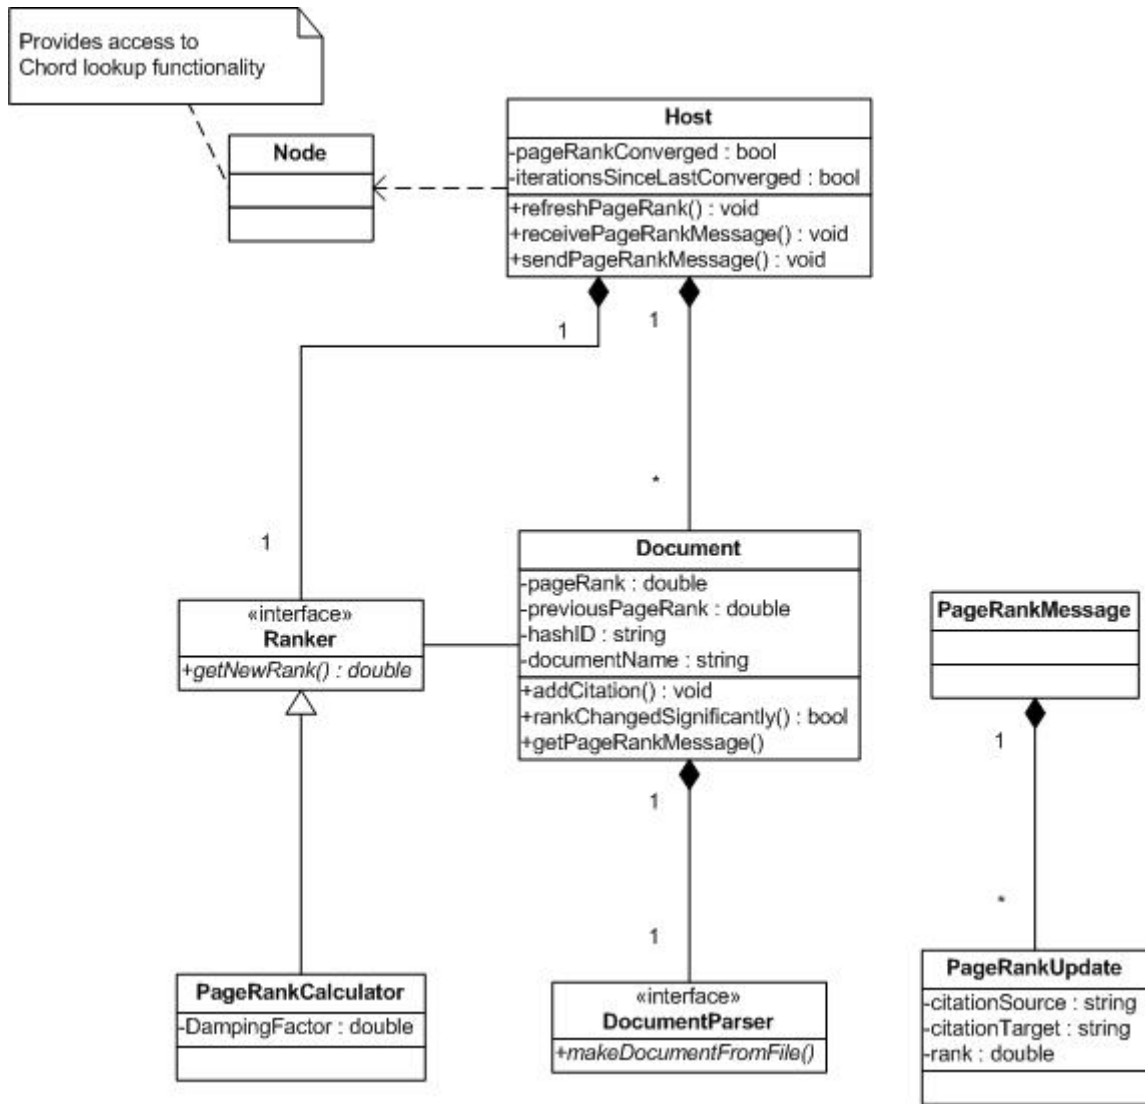 Provides access to
Chord lookup functionality
Node
Host
-pageRankConverged : bool
-iterationsSinceLastConverged : bool
+refreshPageRank() : void
+receivePageRankMessage() : void
+sendPageRankMessage() : void
1
1
*
1
«interface»
Ranker
+getNewRank() : double
Document
-pageRank : double
-previousPageRank : double
-hashID : string
-documentName : string
+addCitation() : void
+rankChangedSignificantly() : bool
+getPageRankMessage()
PageRankMessage
1
1
*
1
PageRankCalculator
-DampingFactor : double
«interface»
DocumentParser
+makeDocumentFromFile()
PageRankUpdate
-citationSource : string
-citationTarget : string
-rank : double